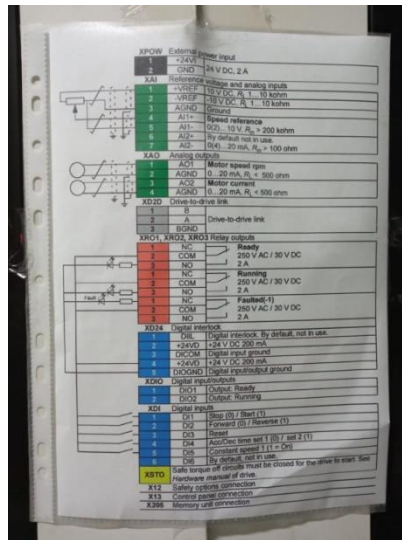 XPOW External power input
1 +24VI 24 V DC, 2 A
2 GND
XAI Reference voltage and analog inputs
1 +VREF 10 V DC, RL 1...10 kohm
2 -VREF -10 V DC, RL 1...10 kohm
3 AGND Ground
4 AI1+ Speed reference
5 AI1- 0(2)...10 V, Rin > 200 kohm
6 AI2+ By default not in use.
7 AI2- 0(4)...20 mA, Rin > 100 ohm
XAO Analog outputs
1 AO1 Motor speed rpm
2 AGND 0...20 mA, RL < 500 ohm
3 AO2 Motor current
4 AGND 0...20 mA, RL < 500 ohm
XD2D Drive-to-drive link
1 B Drive-to-drive link
2 A
3 BGND
XRO1, XRO2, XRO3 Relay outputs
1 NC Ready
2 COM 250 V AC / 30 V DC
3 NO 2 A
1 NC Running
2 COM 250 V AC / 30 V DC
3 NO 2 A
Fault
1 NC Faulted(-1)
2 COM 250 V AC / 30 V DC
3 NO 2 A
XD24 Digital interlock
1 DIIL Digital interlock. By default, not in use.
2 +24VD +24 V DC 200 mA
3 DICOM Digital input ground
4 +24VD +24 V DC 200 mA
5 DIOGND Digital input/output ground
XDIO Digital input/outputs
1 DIO1 Output: Ready
2 DIO2 Output: Running
XDI Digital inputs
1 DI1 Stop (0) / Start (1)
2 DI2 Forward (0) / Reverse (1)
3 DI3 Reset
4 DI4 Acc/Dec time set 1 (0) / set 2 (1)
5 DI5 Constant speed 1 (1 = On)
6 DI6 By default, not in use.
XSTO Safe torque off circuits must be closed for the drive to start. See
Hardware manual of drive.
X12 Safety options connection
X13 Control panel connection
X205 Memory unit connection